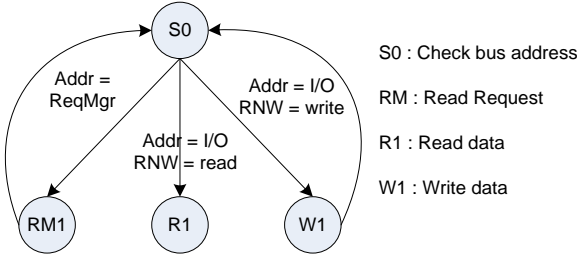 S0
Addr =
ReqMgr
Addr = I/O
RNW = read
Addr = I/O
RNW = write
RM1
R1
W1
S0 : Check bus address
RM : Read Request
R1 : Read data
W1 : Write data